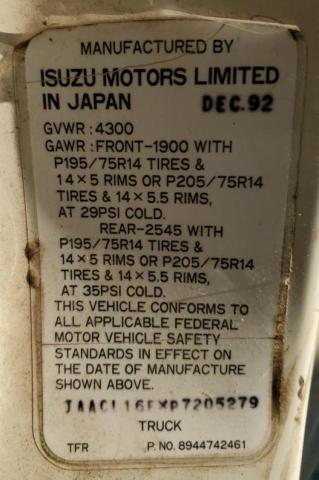 MANUFACTURED BY
ISUZU MOTORS LIMITED
IN JAPAN DEC.92
GVWR : 4300
GAWR : FRONT-1900 WITH
P195/75R14 TIRES &
14 × 5 RIMS OR P205/75R14
TIRES & 14 × 5.5 RIMS,
AT 29PSI COLD.
REAR-2545 WITH
P195/75R14 TIRES &
14 × 5 RIMS OR P205/75R14
TIRES & 14 × 5.5 RIMS,
AT 35PSI COLD.
THIS VEHICLE CONFORMS TO
ALL APPLICABLE FEDERAL
MOTOR VEHICLE SAFETY
STANDARDS IN EFFECT ON
THE DATE OF MANUFACTURE
SHOWN ABOVE.
JAACL16EXP7205279
TRUCK
TFR P. NO. 8944742461